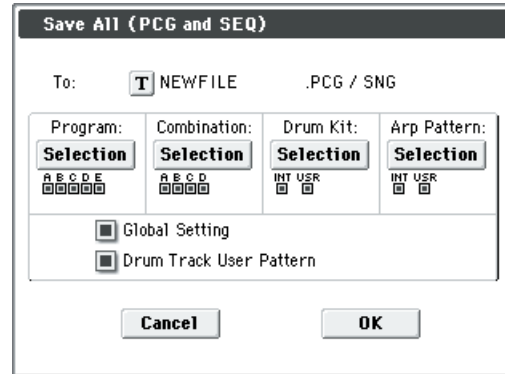 Save All (PCG and SEQ)
To: T NEWFILE .PCG / SNG
Program: Combination: Drum Kit: Arp Pattern:
Selection Selection Selection Selection
A B C D E A B C D INT USR INT USR
Global Setting
Drum Track User Pattern
Cancel OK